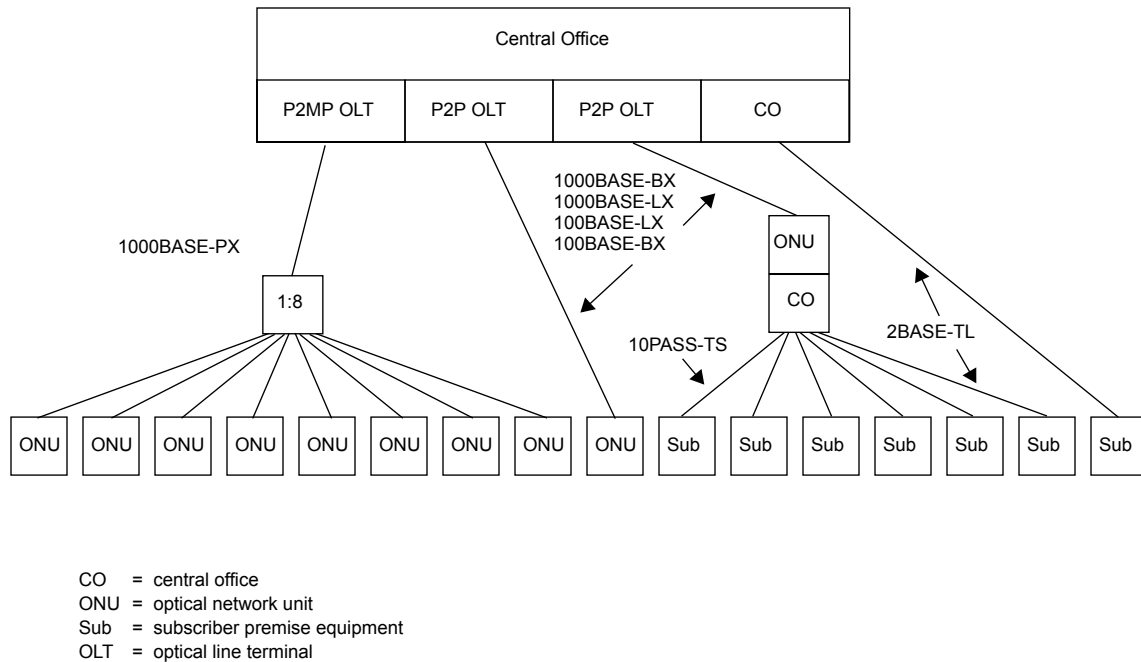 Central Office
P2MP OLT
P2P OLT
P2P OLT
CO
1000BASE-BX
1000BASE-LX
100BASE-LX
100BASE-BX
1000BASE-PX
ONU
CO
1:8
10PASS-TS
2BASE-TL
ONU
ONU
ONU
ONU
ONU
ONU
ONU
ONU
ONU
Sub
Sub
Sub
Sub
Sub
Sub
Sub
CO = central office
ONU = optical network unit
Sub = subscriber premise equipment
OLT = optical line terminal